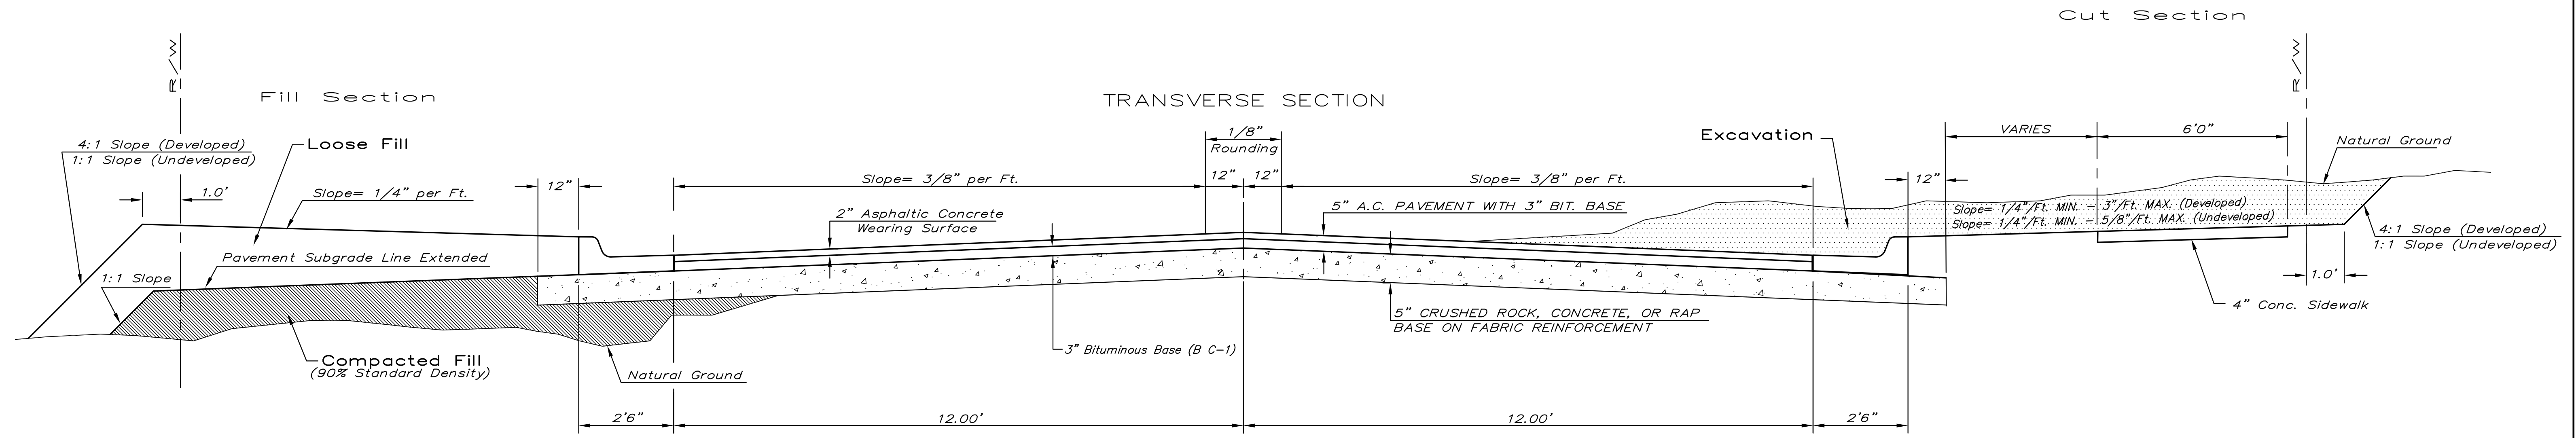 Cut Section
R/W
R/W
Fill Section
TRANSVERSE SECTION
4:1 Slope (Developed)
1:1 Slope (Undeveloped)
Loose Fill
1/8"
Rounding
Excavation
VARIES
6'0"
Natural Ground
1.0'
Slope= 1/4" per Ft.
12"
Slope= 3/8" per Ft.
12"
12"
Slope= 3/8" per Ft.
12"
2" Asphaltic Concrete
Wearing Surface
5" A.C. PAVEMENT WITH 3" BIT. BASE
Slope= 1/4"/Ft. MIN. - 3"/Ft. MAX. (Developed)
Slope= 1/4"/Ft. MIN. - 5/8"/Ft. MAX. (Undeveloped)
4:1 Slope (Developed)
1:1 Slope (Undeveloped)
Pavement Subgrade Line Extended
1:1 Slope
1.0'
4" Conc. Sidewalk
5" CRUSHED ROCK, CONCRETE, OR RAP
BASE ON FABRIC REINFORCEMENT
3" Bituminous Base (B C-1)
Compacted Fill
(90% Standard Density)
Natural Ground
2'6"
12.00'
12.00'
2'6"